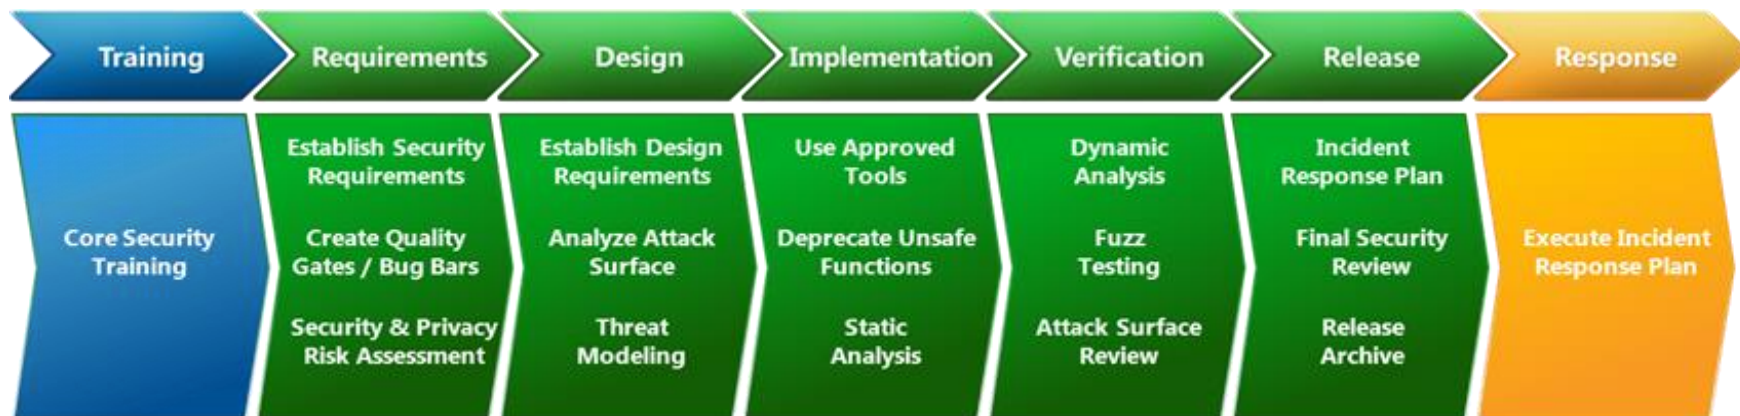 Training
Requirements
Design
Implementation
Verification
Release
Response
Core Security
Training
Establish Security
Requirements
Create Quality
Gates / Bug Bars
Security & Privacy
Risk Assessment
Establish Design
Requirements
Analyze Attack
Surface
Threat
Modeling
Use Approved
Tools
Deprecate Unsafe
Functions
Static
Analysis
Dynamic
Analysis
Fuzz
Testing
Attack Surface
Review
Incident
Response Plan
Final Security
Review
Release
Archive
Execute Incident
Response Plan